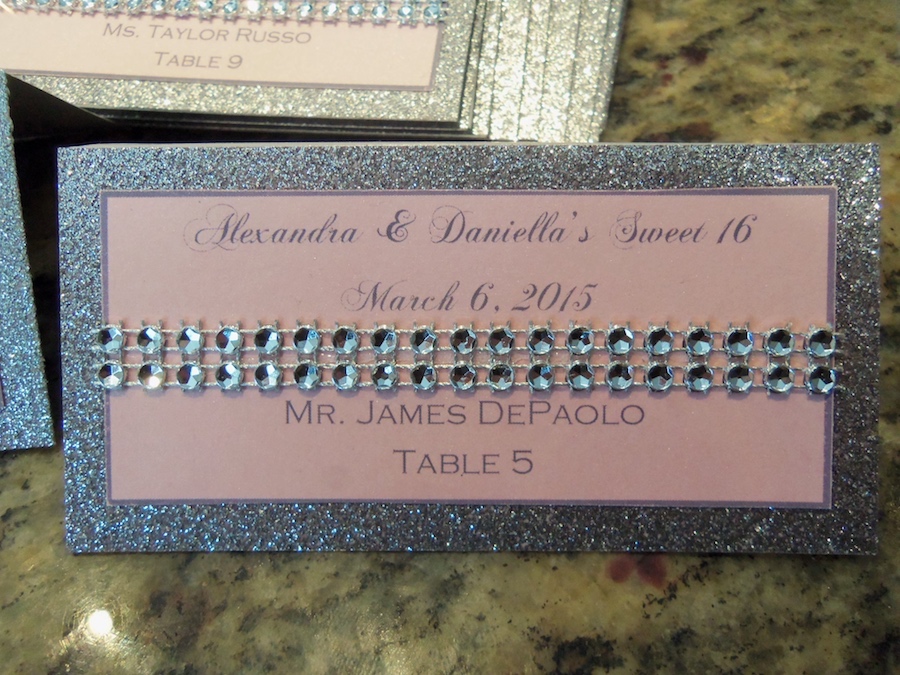 Ms. Taylor Russo
Table 9
Alexandra & Daniella's Sweet 16
March 6, 2015
Mr. James DePaolo
Table 5